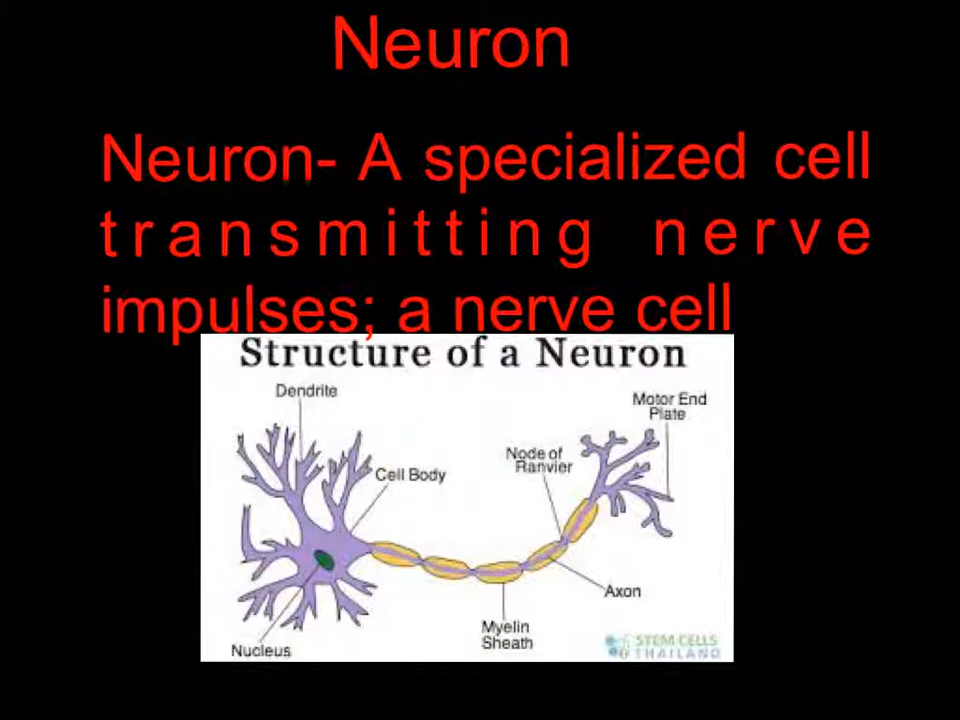 Neuron
Neuron- A specialized cell
transmitting nerve
impulses; a nerve cell
Structure of a Neuron
Dendrite
Motor End
Plate
Node of
Ranvier
Cell Body
Axon
Myelin
Sheath
Nucleus
STEM CELLS
THAILAND